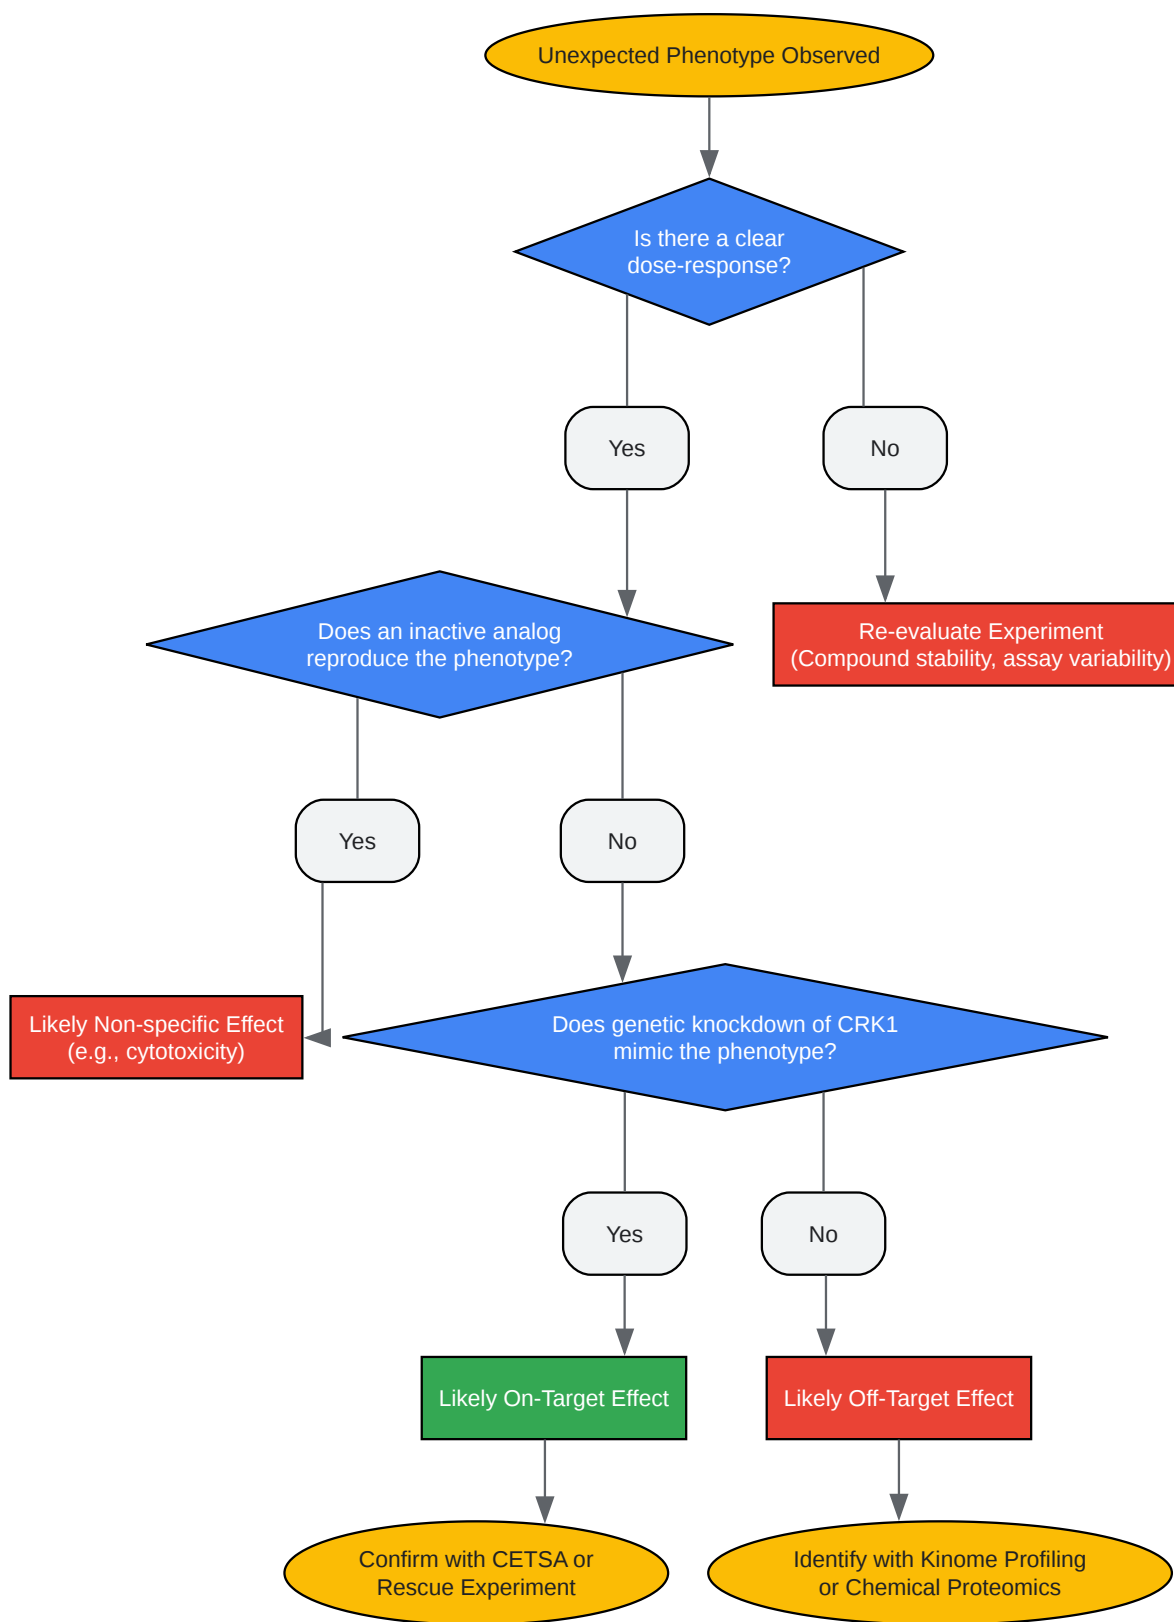 Unexpected Phenotype Observed
Is there a clear
dose-response?
Yes
No
Does an inactive analog
reproduce the phenotype?
Re-evaluate Experiment
(Compound stability, assay variability)
Yes
No
Likely Non-specific Effect
(e.g., cytotoxicity)
Does genetic knockdown of CRK1
mimic the phenotype?
Yes
No
Likely On-Target Effect
Likely Off-Target Effect
Confirm with CETSA or
Rescue Experiment
Identify with Kinome Profiling
or Chemical Proteomics